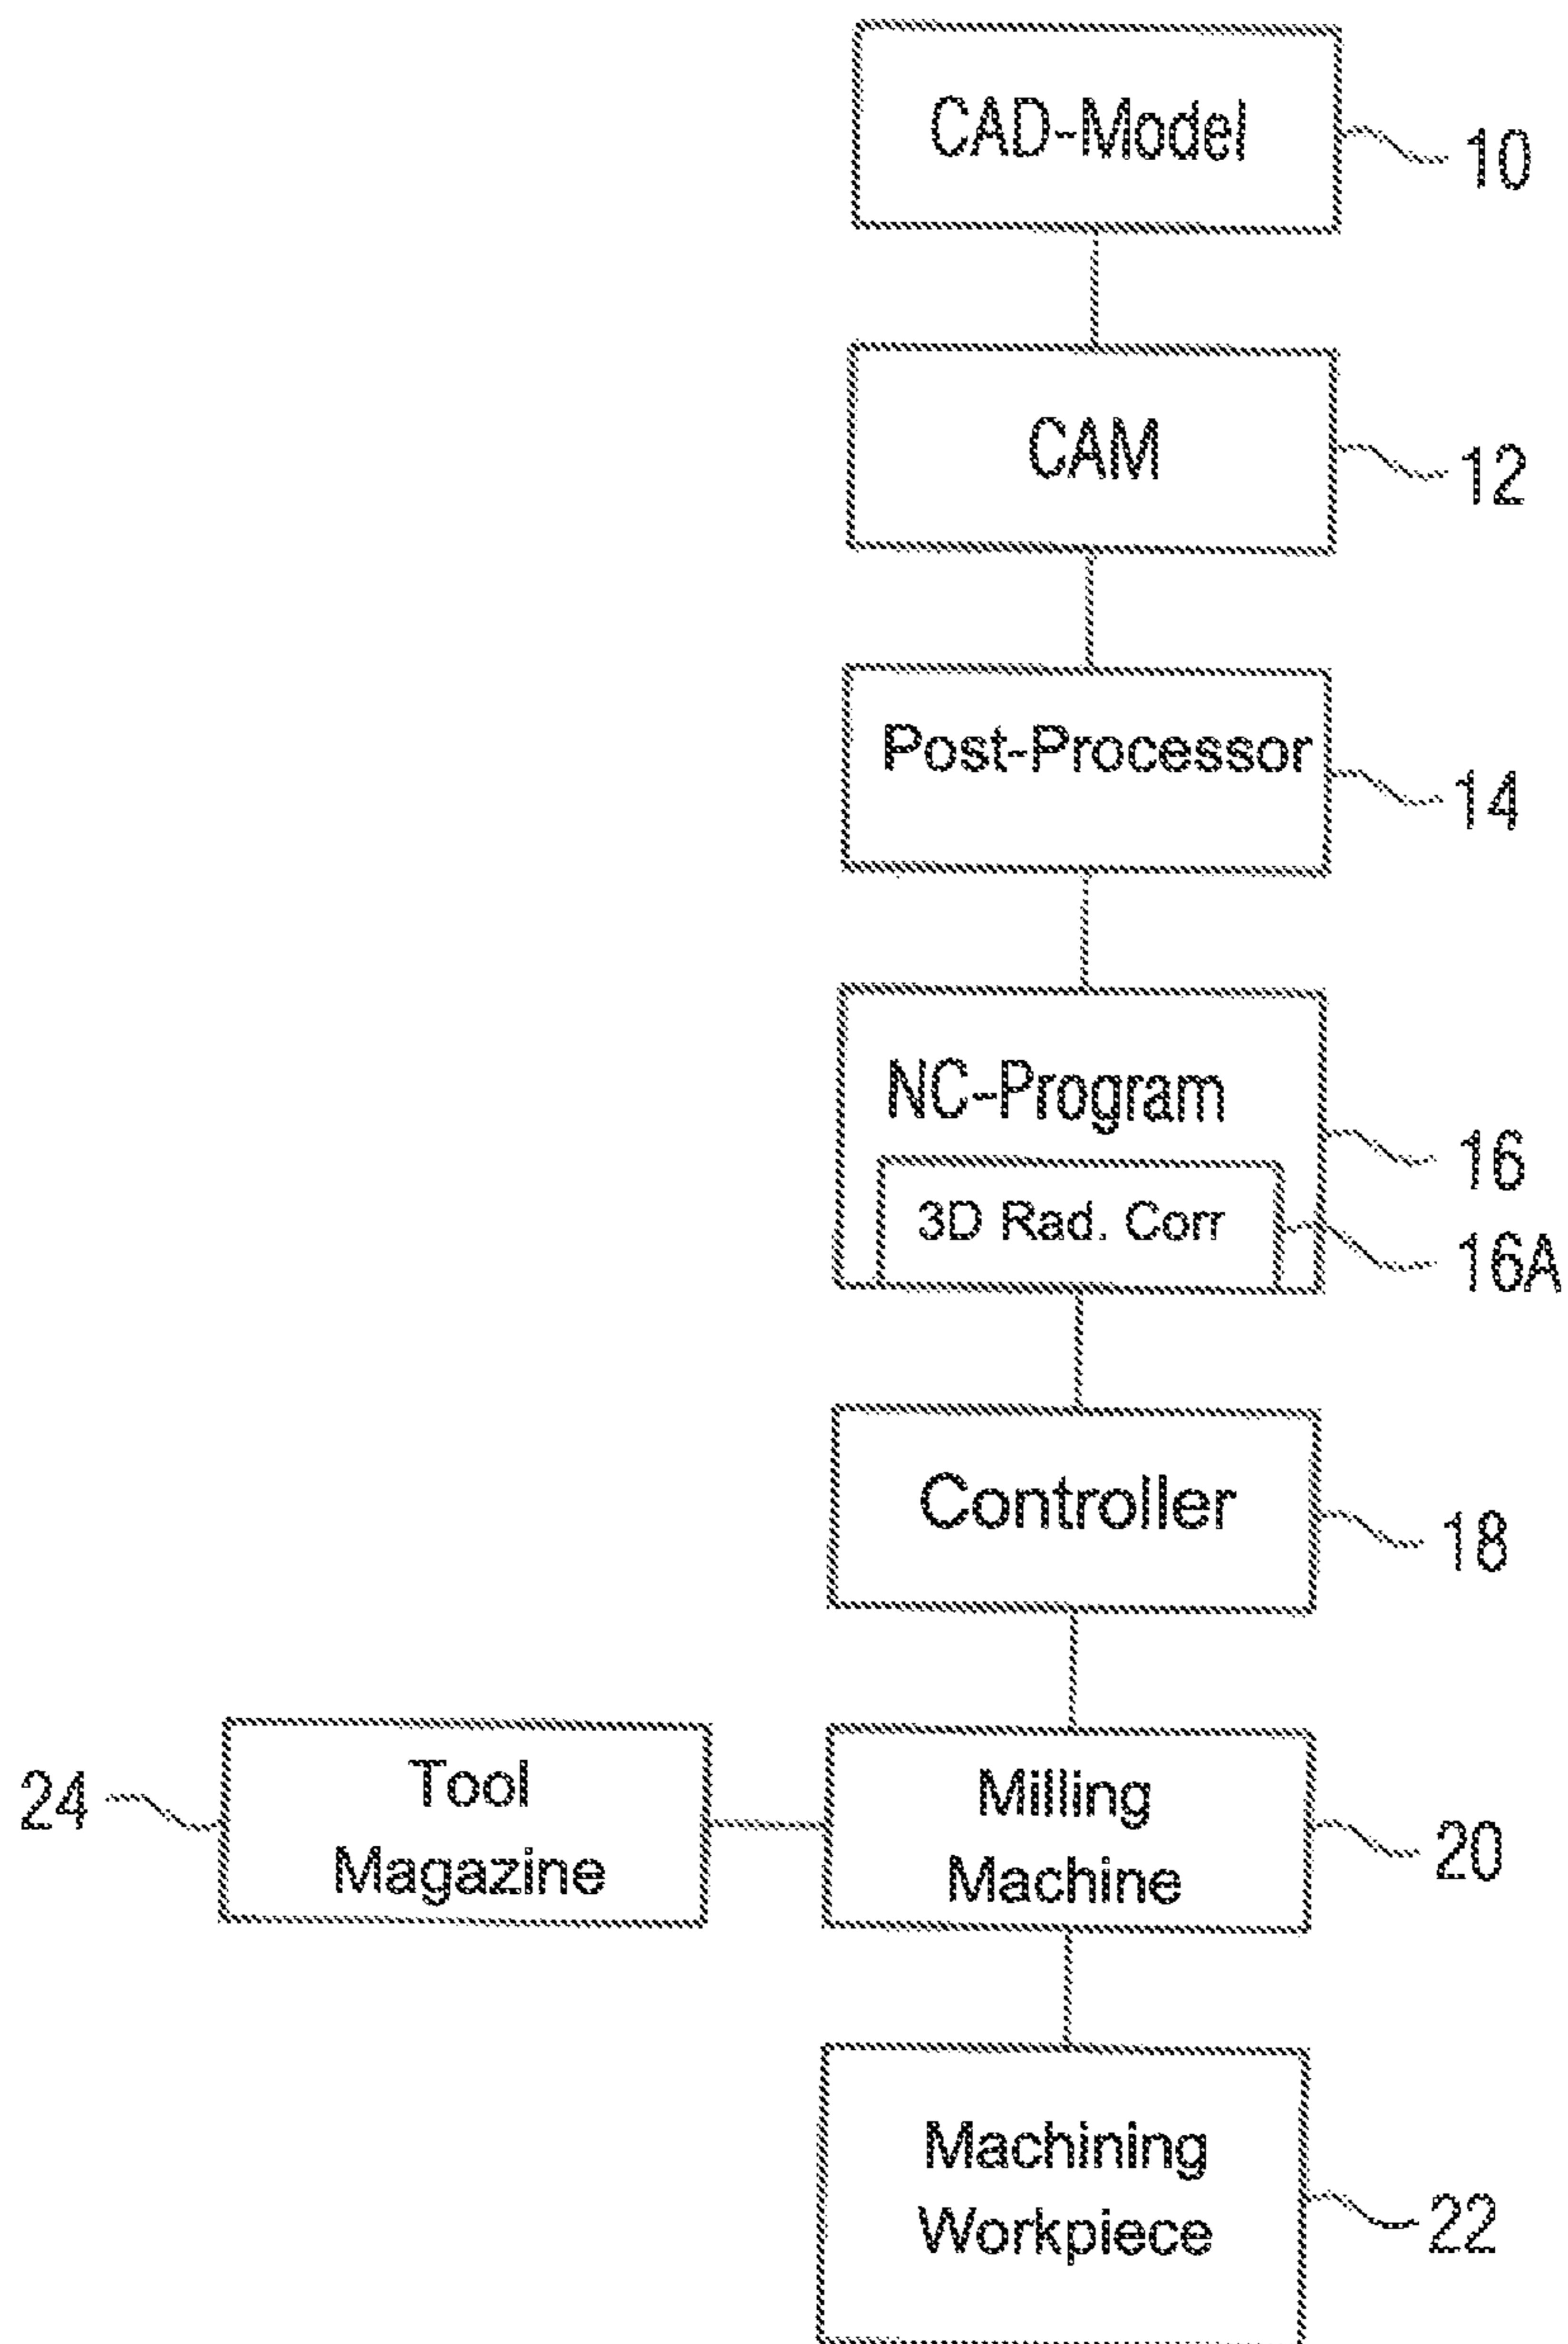 CAD-Model
10
CAM
12
Post-Processor
14
NC-Program
16
3D Rad. Corr
16A
Controller
18
24
Tool
Magazine
Milling
Machine
20
Machining
Workpiece
22